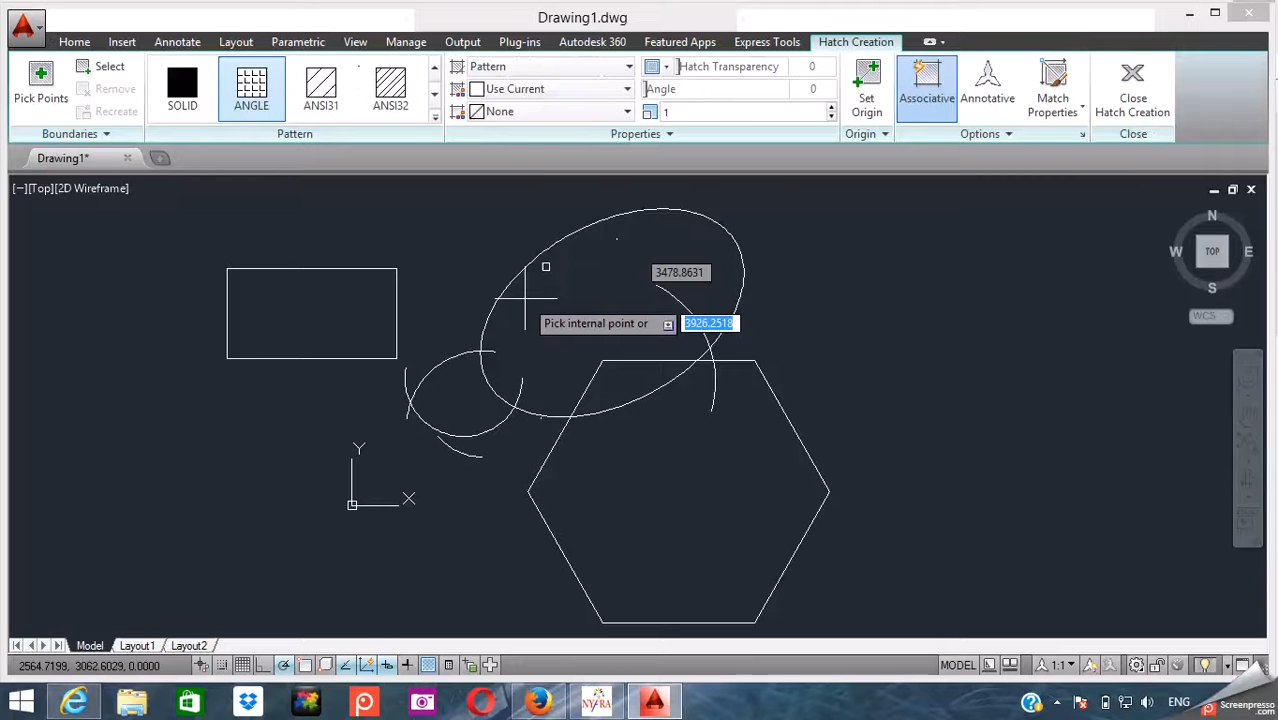 Drawing1.dwg
Home Insert Annotate Layout Parametric View Manage Output Plug-ins Autodesk 360 Featured Apps Express Tools Hatch Creation
Pick Points
Select
Remove
Recreate
Boundaries
SOLID ANGLE ANSI31 ANSI32
Pattern
Pattern
Use Current
None
Hatch Transparency 0
Angle 0
1
Properties
Set Origin
Origin
Associative Annotative Match Properties
Options
Close Hatch Creation
Close
Drawing1*
[−][Top][2D Wireframe]
N
W TOP E
S
WCS
3478.8631
Pick internal point or 3926.2518
Y
X
Model Layout1 Layout2
2564.7199, 3062.6029, 0.0000
MODEL
1:1
NYFRA
ENG
Screenpresso
.com